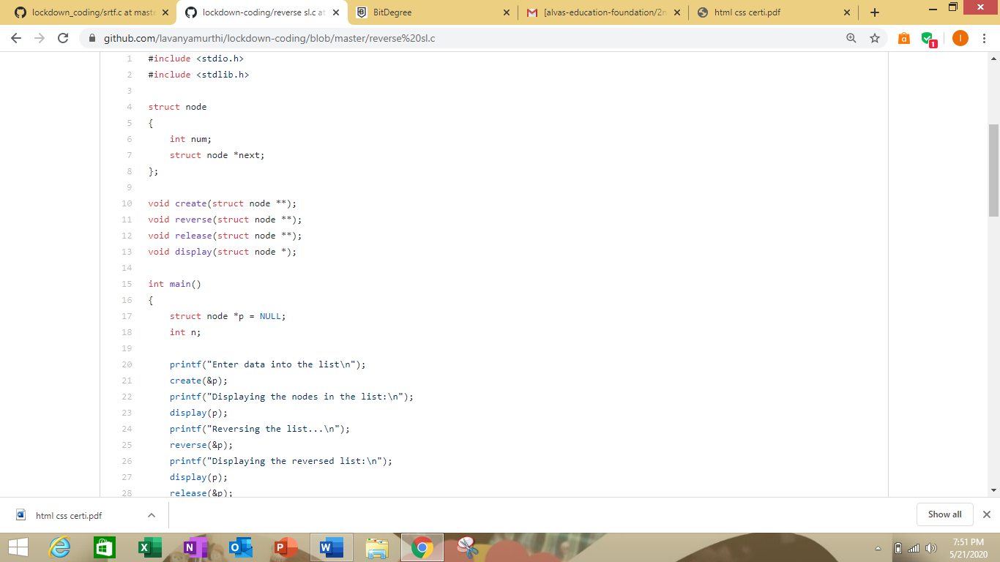 lockdown_coding/srtf.c at maste
lockdown-coding/reverse sl.c at
BitDegree
[alvas-education-foundation/2n
html css certi.pdf
github.com/lavanyamurthi/lockdown-coding/blob/master/reverse%20sl.c
1
1 #include <stdio.h>
2 #include <stdlib.h>
3
4 struct node
5 {
6     int num;
7     struct node *next;
8 };
9
10 void create(struct node **);
11 void reverse(struct node **);
12 void release(struct node **);
13 void display(struct node *);
14
15 int main()
16 {
17     struct node *p = NULL;
18     int n;
19
20     printf("Enter data into the list\n");
21     create(&p);
22     printf("Displaying the nodes in the list:\n");
23     display(p);
24     printf("Reversing the list...\n");
25     reverse(&p);
26     printf("Displaying the reversed list:\n");
27     display(p);
28     release(&p);
html css certi.pdf
Show all
7:51 PM
5/21/2020